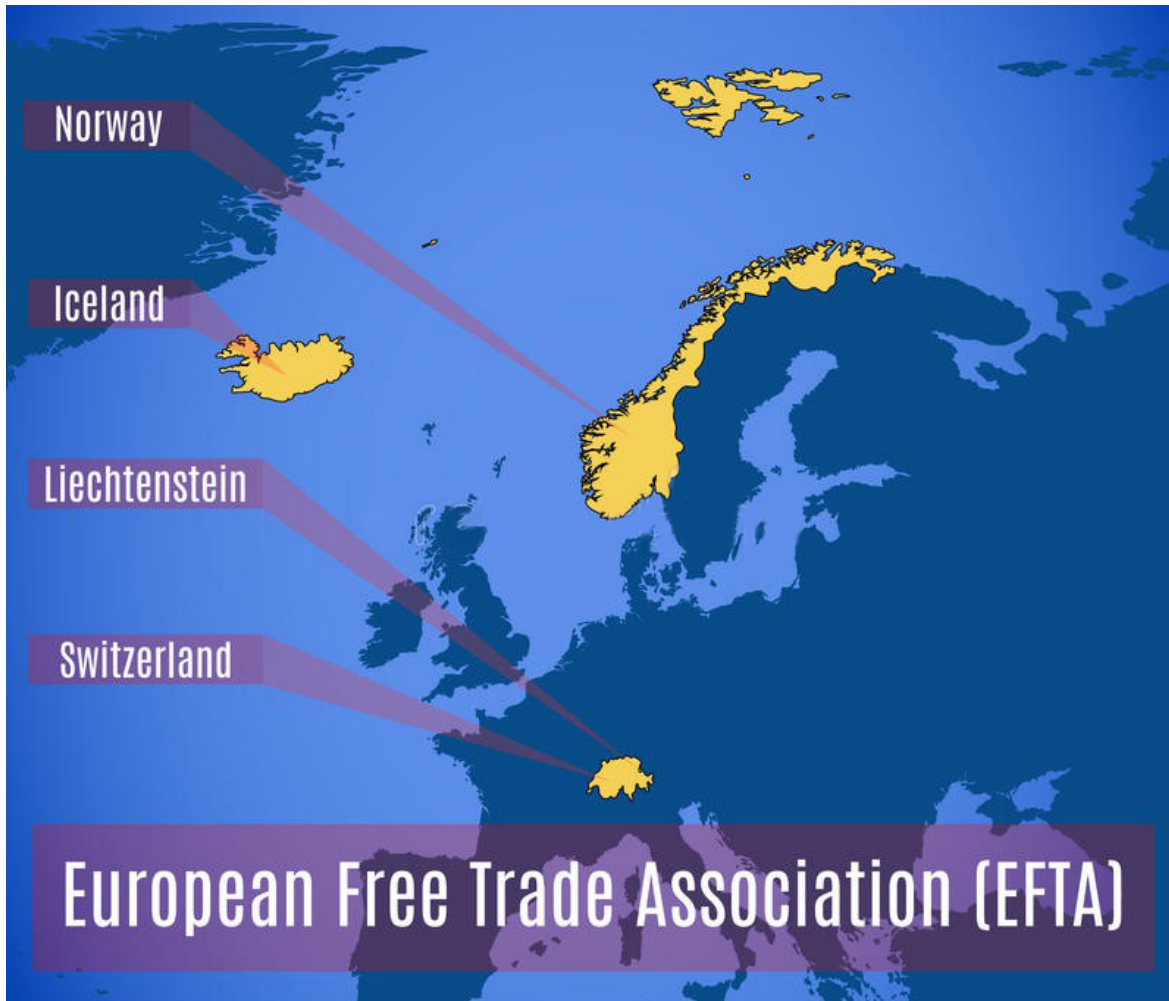 Norway
Iceland
Liechtenstein
Switzerland
European Free Trade Association (EFTA)